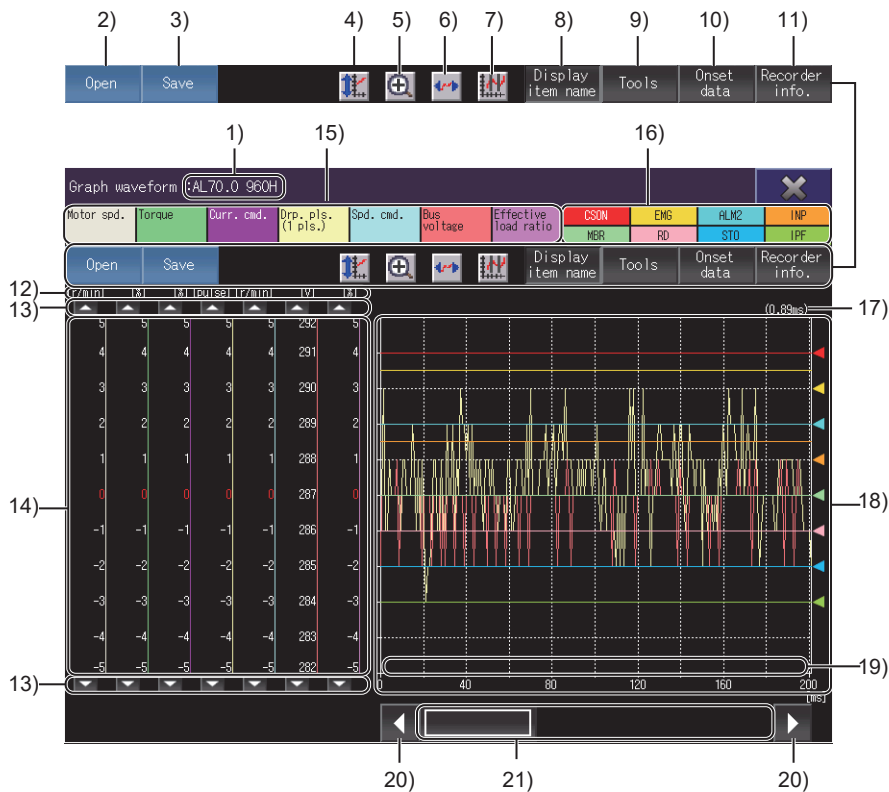 2) 3) 4) 5) 6) 7) 8) 9) 10) 11)
Open Save Display item name Tools Onset data Recorder info.
1) 15) 16)
Graph waveform :AL70.0 960H
Motor spd. Torque Curr. cmd. Drp. pls. (1 pls.) Spd. cmd. Bus voltage Effective load ratio CSON EMG ALM2 INP
MBR RD STO IPF
Open Save Display item name Tools Onset data Recorder info.
12) [r/min] [%] [%] [pulse] [r/min] [V] [%]
13) (0.89ms) 17)
5 5 5 5 5 292 5
4 4 4 4 4 291 4
3 3 3 3 3 290 3
2 2 2 2 2 289 2
1 1 1 1 1 288 1
14) 0 0 0 0 0 287 0 18)
-1 -1 -1 -1 -1 286 -1
-2 -2 -2 -2 -2 285 -2
-3 -3 -3 -3 -3 284 -3
-4 -4 -4 -4 -4 283 -4
-5 -5 -5 -5 -5 282 -5 19)
13) 0 40 80 120 160 200
[ms]
20) 21) 20)